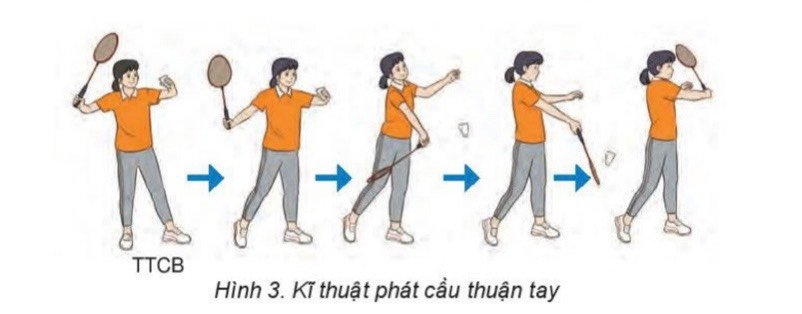 TTCB
Hình 3. Kĩ thuật phát cầu thuận tay